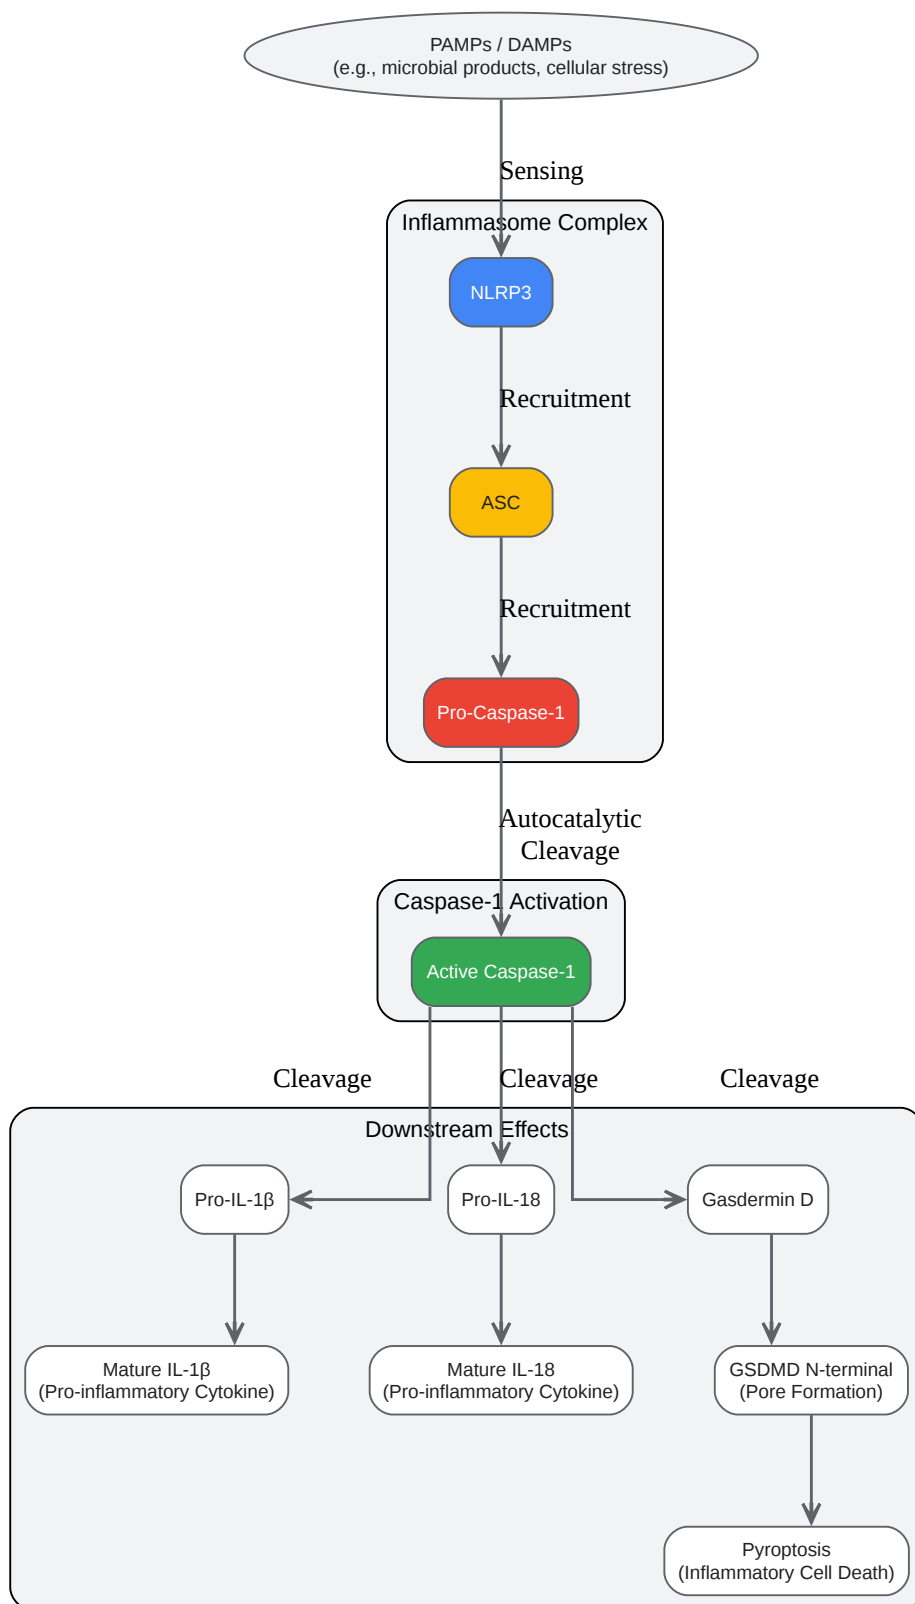 PAMPs / DAMPs
(e.g., microbial products, cellular stress)
Sensing
Inflammasome Complex
NLRP3
Recruitment
ASC
Recruitment
Pro-Caspase-1
Autocatalytic
Cleavage
Caspase-1 Activation
Active Caspase-1
Cleavage
Cleavage
Cleavage
Downstream Effects
Pro-IL-1β
Pro-IL-18
Gasdermin D
Mature IL-1β
(Pro-inflammatory Cytokine)
Mature IL-18
(Pro-inflammatory Cytokine)
GSDMD N-terminal
(Pore Formation)
Pyroptosis
(Inflammatory Cell Death)